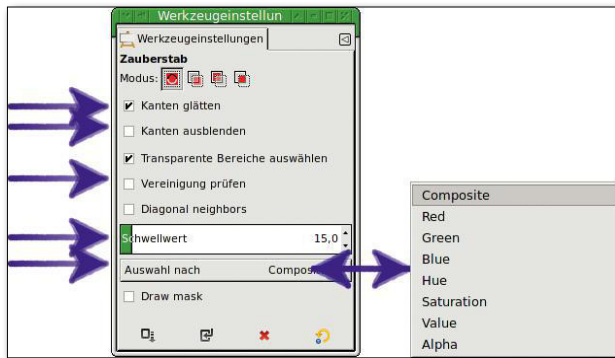 Werkzeugeinstellun
Werkzeugeinstellungen
Zauberstab
Modus:
Kanten glätten
Kanten ausblenden
Transparente Bereiche auswählen
Vereinigung prüfen
Diagonal neighbors
Schwellwert 15,0
Auswahl nach
Draw mask
Composite
Red
Green
Blue
Hue
Saturation
Value
Alpha